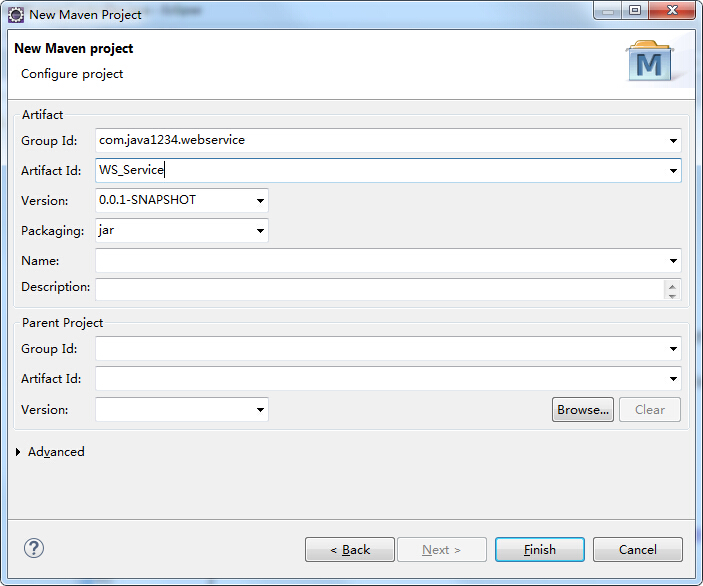 New Maven Project
New Maven project
Configure project
M
Artifact
Group Id: com.java1234.webservice
Artifact Id: WS_Service
Version: 0.0.1-SNAPSHOT
Packaging: jar
Name:
Description:
Parent Project
Group Id:
Artifact Id:
Version:
Browse... Clear
Advanced
? < Back Next > Finish Cancel